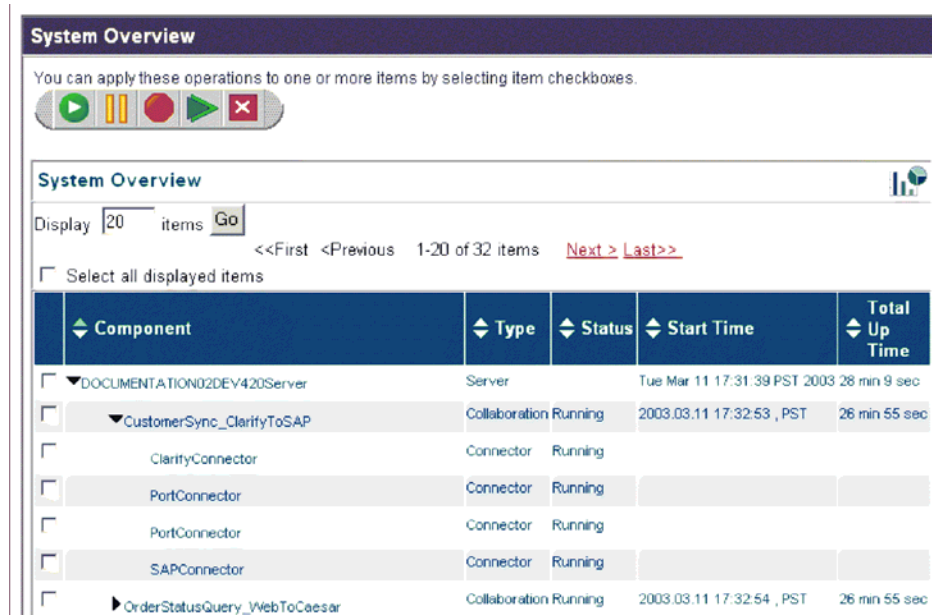 System Overview
You can apply these operations to one or more items by selecting item checkboxes.
System Overview
Display 20 items Go
<<First <Previous 1-20 of 32 items Next > Last>>
Select all displayed items
Component Type Status Start Time Total Up Time
DOCUMENTATION02DEV420Server Server Tue Mar 11 17:31:39 PST 2003 28 min 9 sec
CustomerSync_ClarifyToSAP Collaboration Running 2003.03.11 17:32:53 , PST 26 min 55 sec
ClarifyConnector Connector Running
PortConnector Connector Running
PortConnector Connector Running
SAPConnector Connector Running
OrderStatusQuery_WebToCaesar Collaboration Running 2003.03.11 17:32:54 , PST 26 min 55 sec